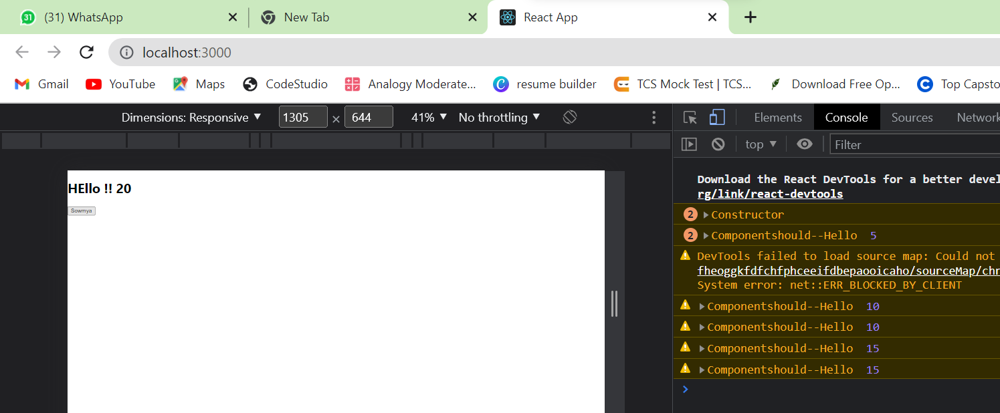 31 (31) WhatsApp New Tab React App
localhost:3000
Gmail YouTube Maps CodeStudio Analogy Moderate... resume builder TCS Mock Test | TCS... Download Free Op... Top Capsto
Dimensions: Responsive 1305 × 644 41% No throttling Elements Console Sources Network
top Filter
Download the React DevTools for a better devel
rg/link/react-devtools
HEllo !! 20
Sowmya
2 Constructor
2 Componentshould--Hello 5
DevTools failed to load source map: Could not
fheoggkfdfchfphceeifdbepaooicaho/sourceMap/chr
System error: net::ERR_BLOCKED_BY_CLIENT
Componentshould--Hello 10
Componentshould--Hello 10
Componentshould--Hello 15
Componentshould--Hello 15